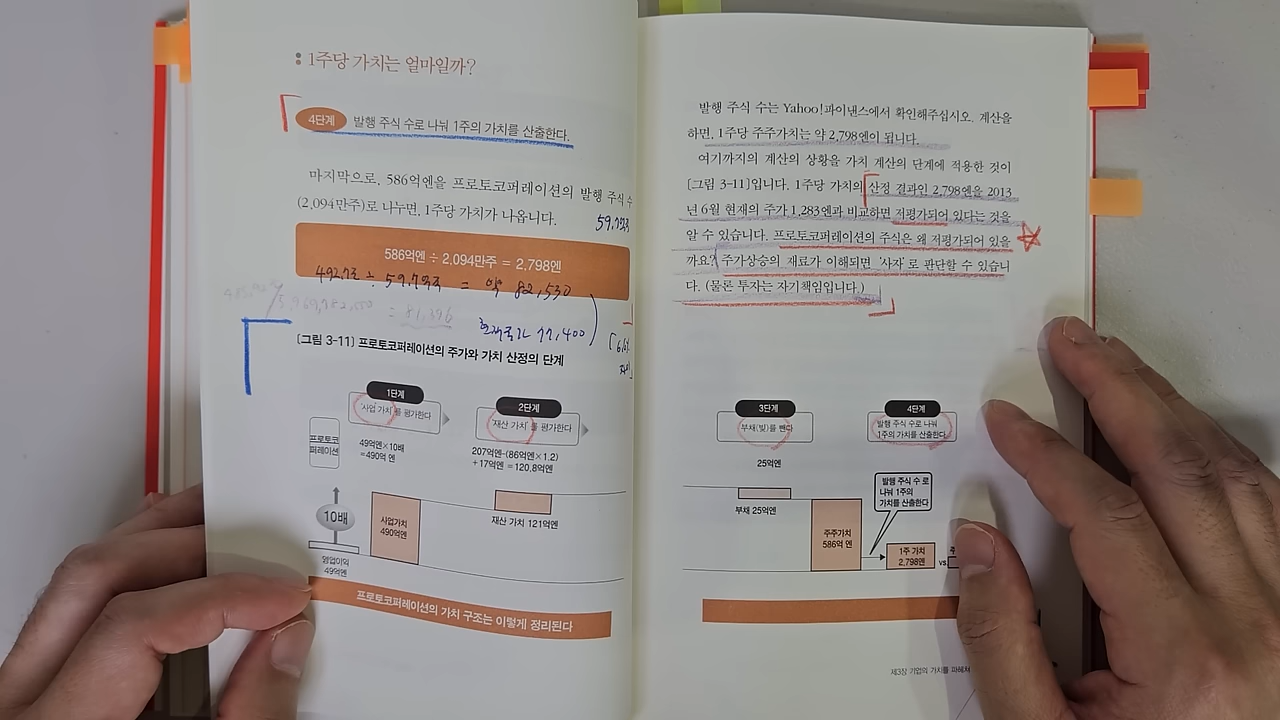 1주당 가치는 얼마일까?
4단계 발행 주식 수로 나눠 1주의 가치를 산출한다.
마지막으로, 586억엔을 프로토코퍼레이션의 발행 주식 수
(2,094만주)로 나누면, 1주당 가치가 나옵니다.
59.7억주
586억엔 ÷ 2,094만주 = 2,798엔
492.7조 ÷ 59.7억주 = 약 82,530
= 81,396
현재주가 77,400
[그림 3-11] 프로토코퍼레이션의 주가와 가치 산정의 단계
1단계
'사업 가치'를 평가한다
2단계
'재산 가치'를 평가한다
프로토코
퍼레이션
49억엔×10배
=490억 엔
207억엔-(86억엔×1.2)
+17억엔 =120.8억엔
10배
사업가치
490억엔
재산 가치 121억엔
영업이익
49억엔
프로토코퍼레이션의 가치 구조는 이렇게 정리된다
발행 주식 수는 Yahoo!파이낸스에서 확인해주십시오. 계산을
하면, 1주당 주주가치는 약 2,798엔이 됩니다.
여기까지의 계산의 상황을 가치 계산의 단계에 적용한 것이
[그림 3-11]입니다. 1주당 가치의 산정 결과인 2,798엔을 2013
년 6월 현재의 주가 1,283엔과 비교하면 저평가되어 있다는 것을
알 수 있습니다. 프로토코퍼레이션의 주식은 왜 저평가되어 있을
까요? 주가상승의 재료가 이해되면 '사자'로 판단할 수 있습니
다. (물론 투자는 자기책임입니다.)
3단계
부채(빚)를 뺀다
4단계
발행 주식 수로 나눠
1주의 가치를 산출한다
25억엔
발행 주식 수 로
나눠 1주의
가치를 산출한다
부채 25억엔
주주가치
586억 엔
1주 가치
2,798엔
vs.
제3장 기업의 가치를 파헤쳐